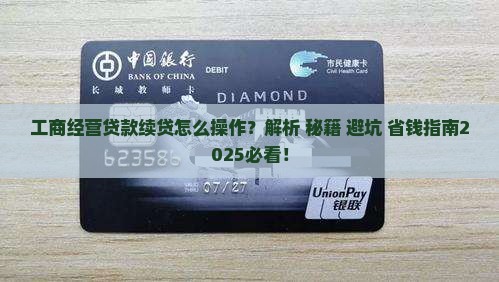 中国银行
BANK OF CHINA
DEBIT
市民健康卡
Civil Health Card
长城教师卡
DIAMOND
工商经营贷款续贷怎么操作？解析 秘籍 避坑 省钱指南2
025必看！
623586
07/27
UnionPay
银联